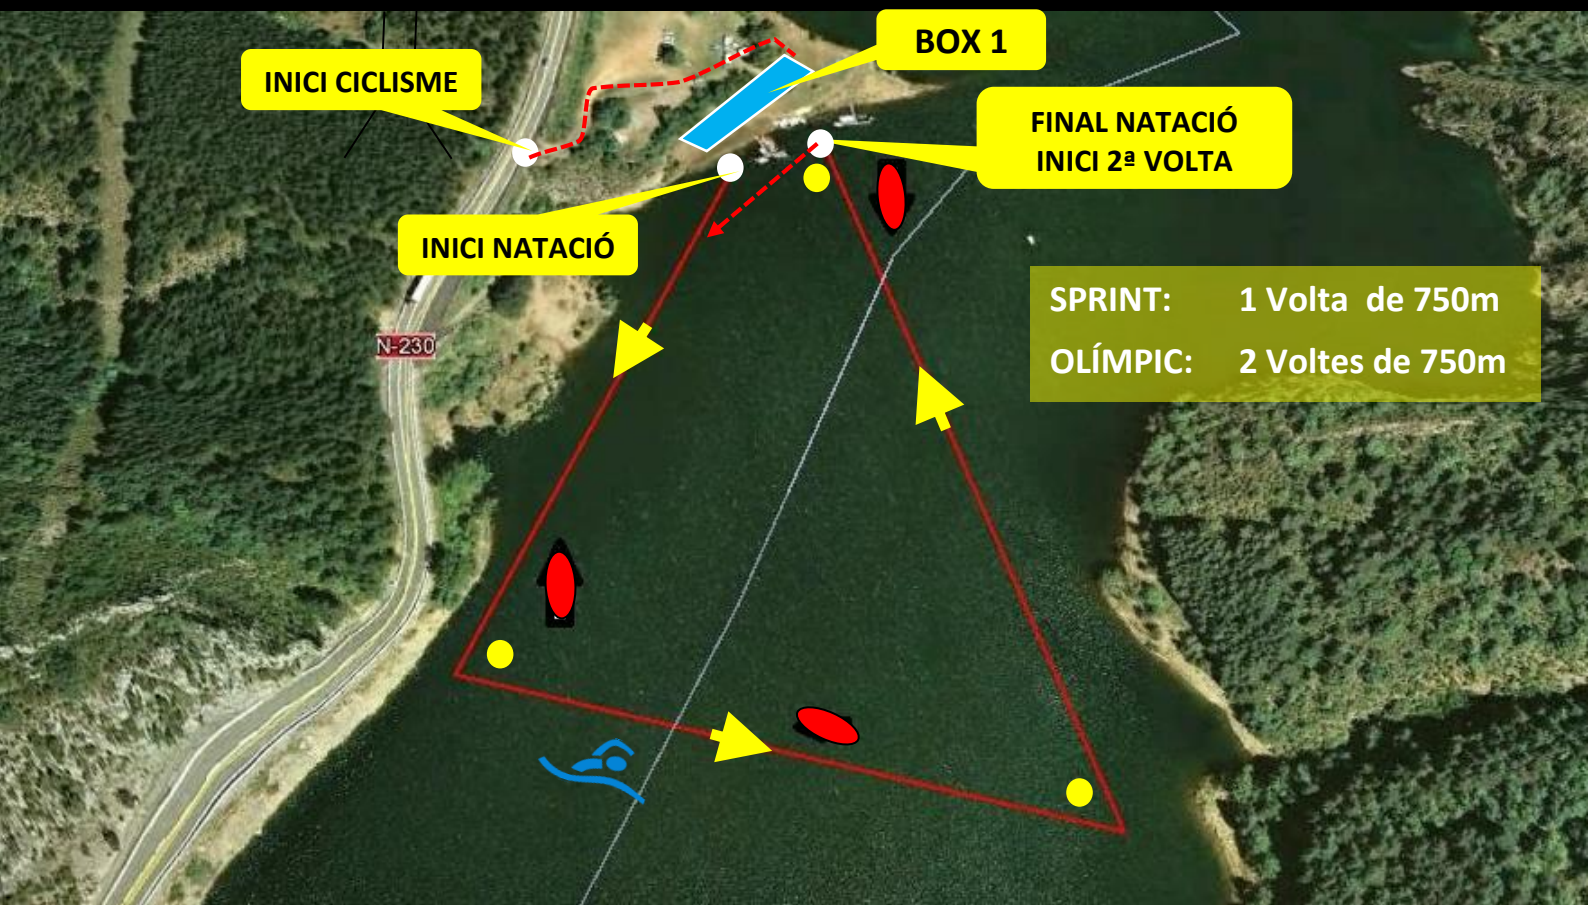 BOX 1
INICI CICLISME
FINAL NATACIÓ
INICI 2ª VOLTA
INICI NATACIÓ
SPRINT: 1 Volta de 750m
OLÍMPIC: 2 Voltes de 750m
N-230